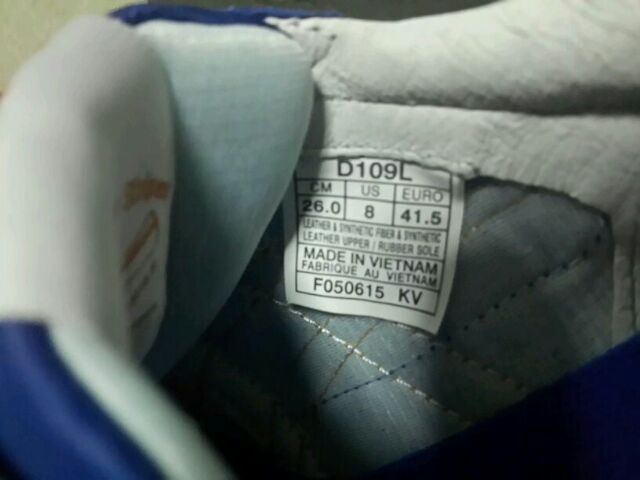 D109L
CM US EURO
26.0 8 41.5
LEATHER & SYNTHETIC FIBER & SYNTHETIC
LEATHER UPPER / RUBBER SOLE
MADE IN VIETNAM
FABRIQUE AU VIETNAM
F050615 KV